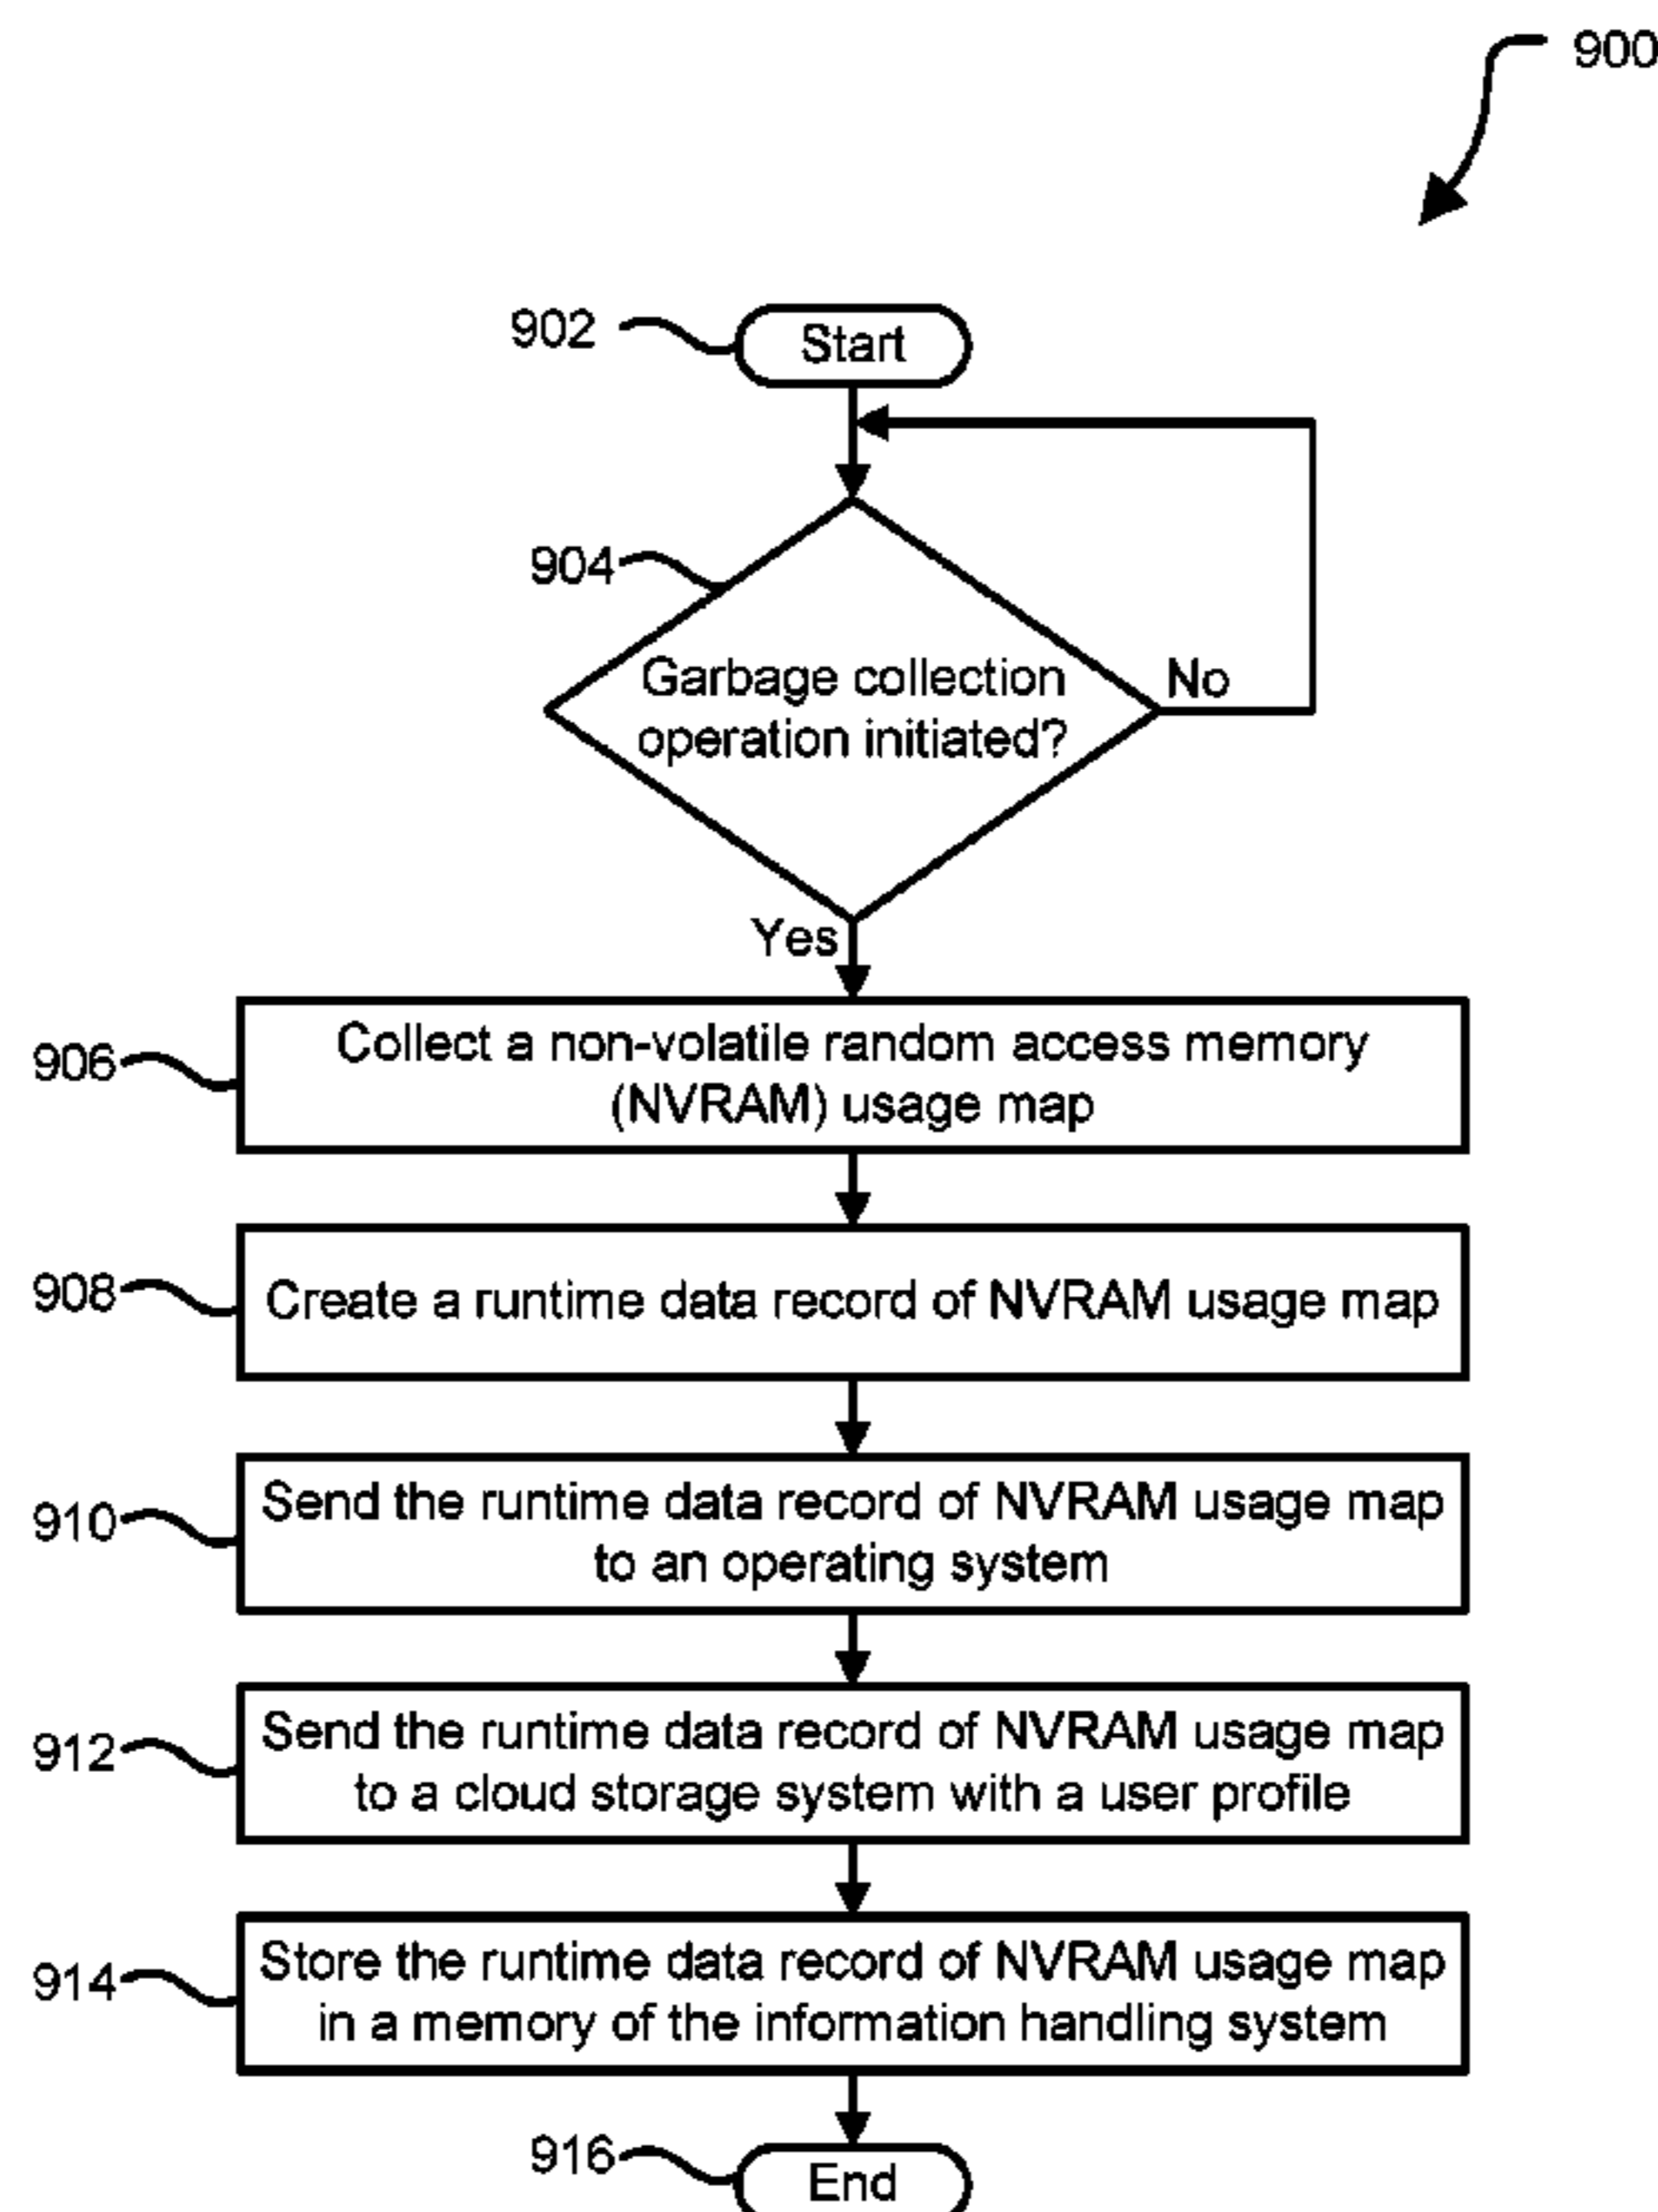 900
902
Start
904
Garbage collection
operation initiated?
No
Yes
906
Collect a non-volatile random access memory
(NVRAM) usage map
908
Create a runtime data record of NVRAM usage map
910
Send the runtime data record of NVRAM usage map
to an operating system
912
Send the runtime data record of NVRAM usage map
to a cloud storage system with a user profile
914
Store the runtime data record of NVRAM usage map
in a memory of the information handling system
916
End